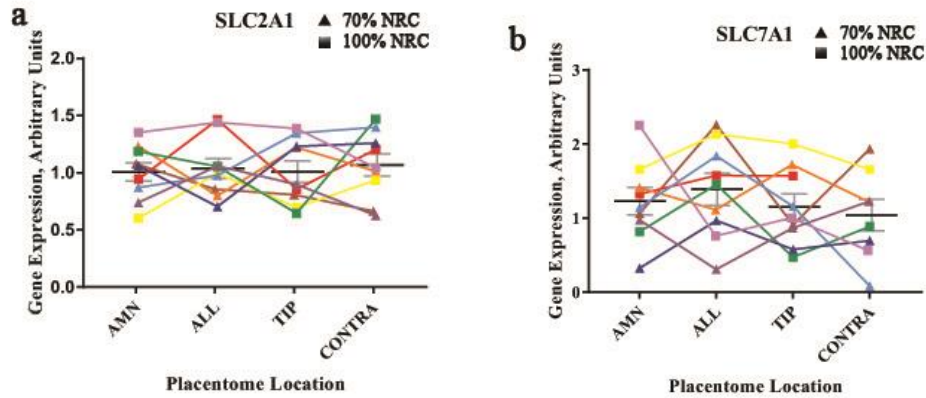 a
SLC2A1
▲ 70% NRC
■ 100% NRC
Gene Expression, Arbitrary Units
2.0
1.5
1.0
0.5
0.0
AMN
ALL
TIP
CONTRA
Placentome Location
b
SLC7A1
▲ 70% NRC
■ 100% NRC
Gene Expression, Arbitrary Units
3
2
1
0
AMN
ALL
TIP
CONTRA
Placentome Location